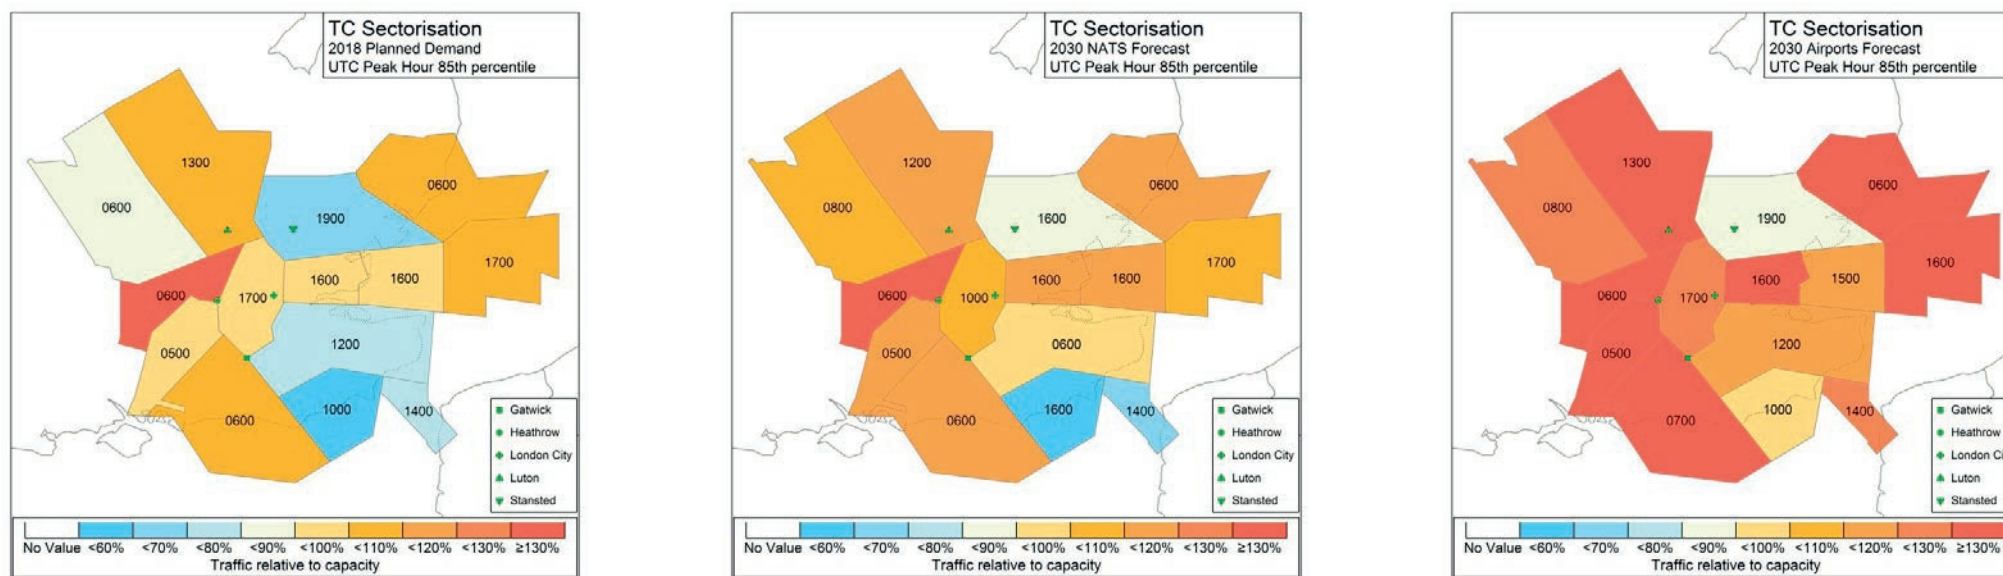 TC Sectorisation
2018 Planned Demand
UTC Peak Hour 85th percentile
1300
0600
0600
1900
1700
1600
1600
0600
1700
0500
1200
0600
1000
1400
Gatwick
Heathrow
London City
Luton
Stansted
No Value <60% <70% <80% <90% <100% <110% <120% <130% ≥130%
Traffic relative to capacity
TC Sectorisation
2030 NATS Forecast
UTC Peak Hour 85th percentile
1200
0600
0800
1600
1700
1600
1600
0600
1000
0500
0600
0600
1600
1400
Gatwick
Heathrow
London City
Luton
Stansted
No Value <60% <70% <80% <90% <100% <110% <120% <130% ≥130%
Traffic relative to capacity
TC Sectorisation
2030 Airports Forecast
UTC Peak Hour 85th percentile
1300
0600
0800
1900
1600
1600
1500
0600
1700
0500
1200
0700
1000
1400
Gatwick
Heathrow
London Ci
Luton
Stansted
No Value <60% <70% <80% <90% <100% <110% <120% <130% ≥130%
Traffic relative to capacity